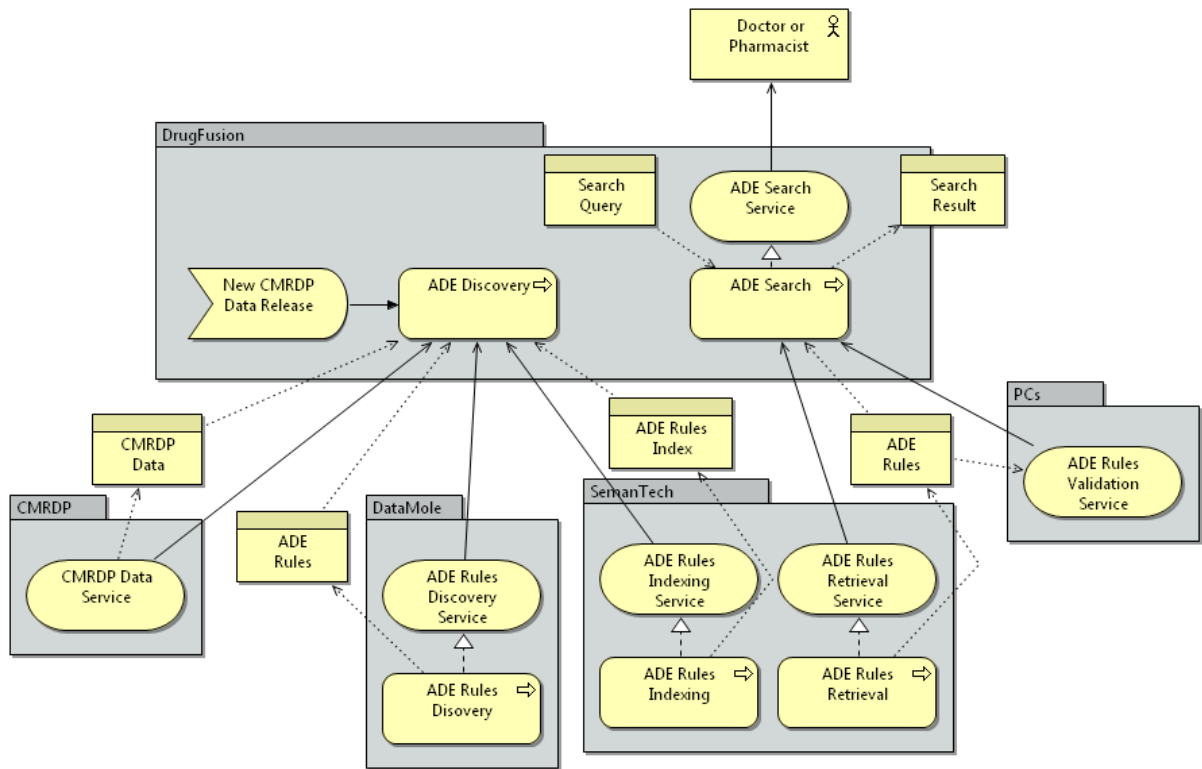 Doctor or
Pharmacist
DrugFusion
Search
Query
ADE Search
Service
Search
Result
New CMRDP
Data Release
ADE Discovery
ADE Search
PCs
CMRDP
Data
ADE Rules
Index
ADE
Rules
ADE Rules
Validation
Service
CMRDP
CMRDP Data
Service
ADE
Rules
DataMole
ADE Rules
Discovery
Service
ADE Rules
Disovery
SemanTech
ADE Rules
Indexing
Service
ADE Rules
Retrieval
Service
ADE Rules
Indexing
ADE Rules
Retrieval